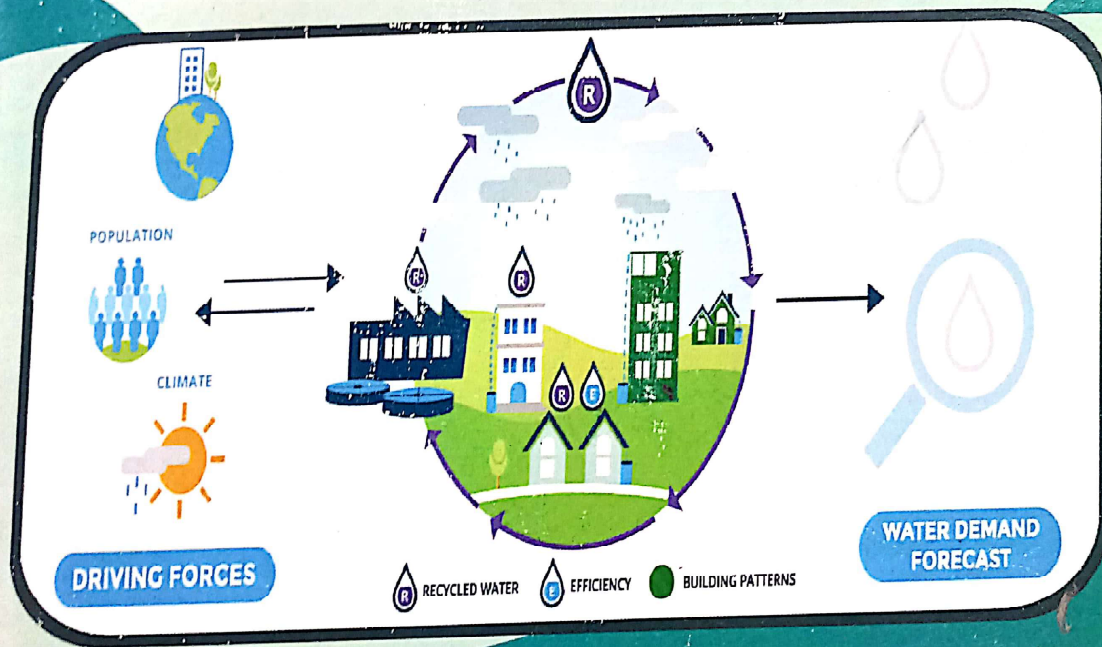 R
POPULATION
R
R
CLIMATE
R
E
DRIVING FORCES
WATER DEMAND
FORECAST
R
RECYCLED WATER
E
EFFICIENCY
BUILDING PATTERNS